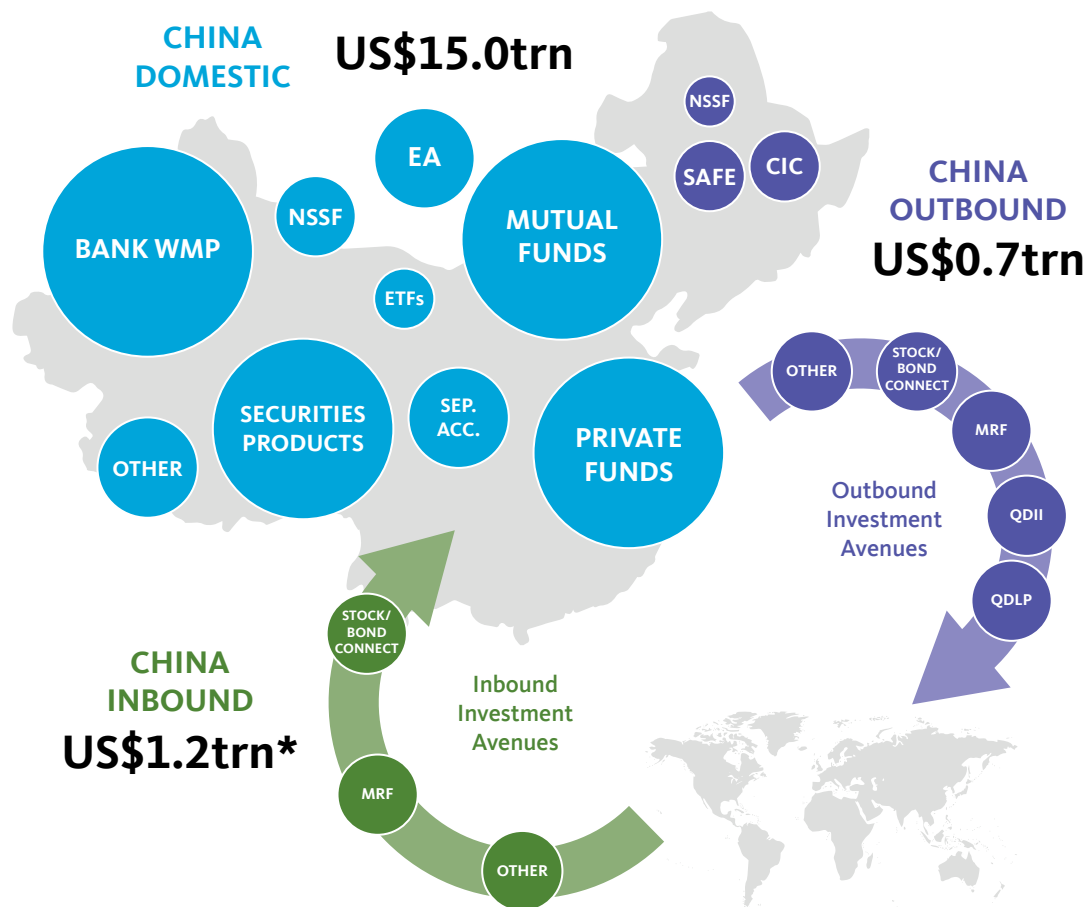 CHINA
DOMESTIC
US$15.0trn
NSSF
EA
SAFE
CIC
CHINA
OUTBOUND
US$0.7trn
BANK WMP
NSSF
MUTUAL
FUNDS
ETFs
SECURITIES
PRODUCTS
SEP.
ACC.
PRIVATE
FUNDS
OTHER
OTHER
STOCK/
BOND
CONNECT
MRF
QDII
QDLP
Outbound
Investment
Avenues
STOCK/
BOND
CONNECT
CHINA
INBOUND
US$1.2trn*
Inbound
Investment
Avenues
MRF
OTHER